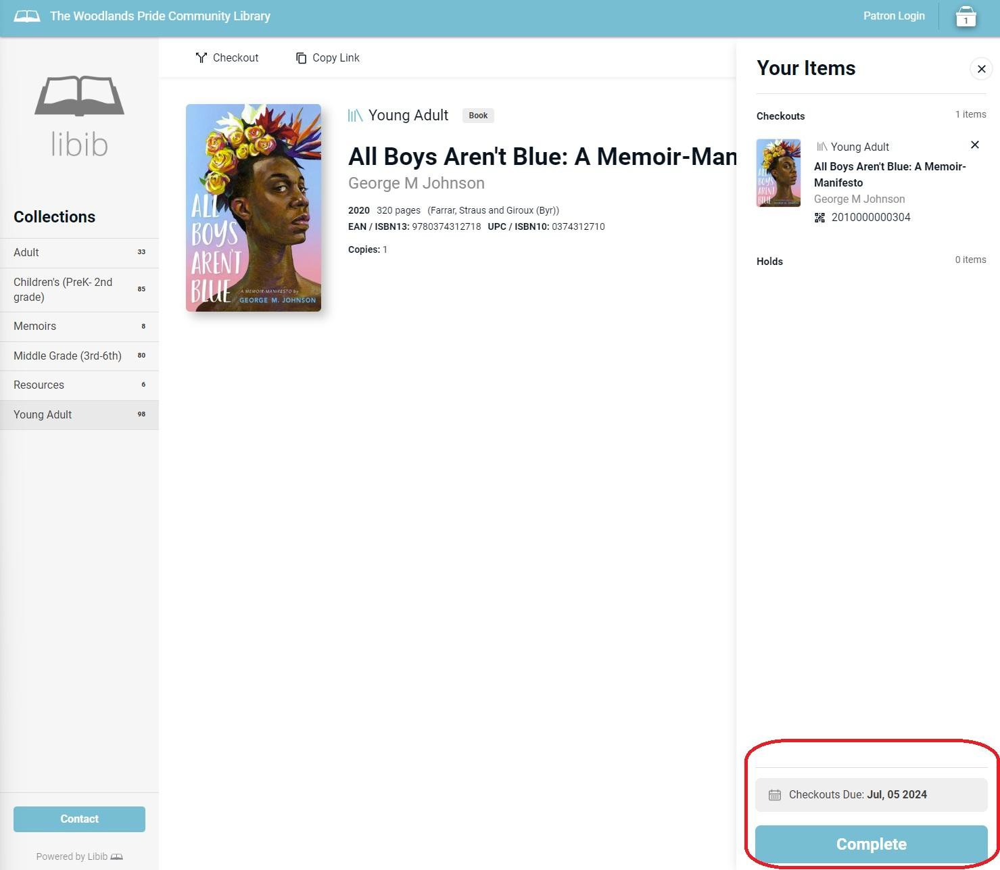 The Woodlands Pride Community Library
Patron Login
1
libib
Collections
Adult 33
Children's (PreK- 2nd
grade) 85
Memoirs 8
Middle Grade (3rd-6th) 80
Resources 6
Young Adult 98
Contact
Powered by Libib
Checkout Copy Link
ALL
BOYS
AREN'T
BLUE
A MEMOIR-MANIFESTO by
GEORGE M. JOHNSON
Young Adult Book
All Boys Aren't Blue: A Memoir-Man
George M Johnson
2020 320 pages (Farrar, Straus and Giroux (Byr))
EAN / ISBN13: 9780374312718 UPC / ISBN10: 0374312710
Copies: 1
Your Items
Checkouts 1 items
ALL
BOYS
AREN'T
BLUE
Young Adult
All Boys Aren't Blue: A Memoir-
Manifesto
George M Johnson
2010000000304
Holds 0 items
Checkouts Due: Jul, 05 2024
Complete